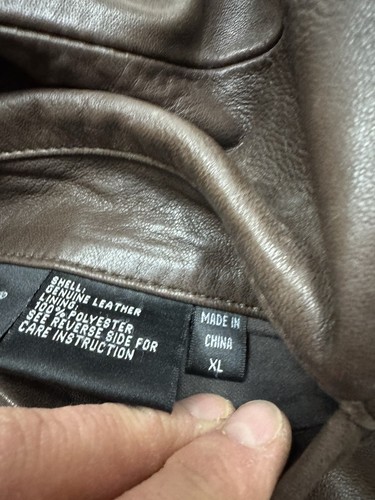 SHELL:
GENUINE LEATHER
LINING:
100% POLYESTER
SEE REVERSE SIDE FOR
CARE INSTRUCTION
MADE IN
CHINA
XL